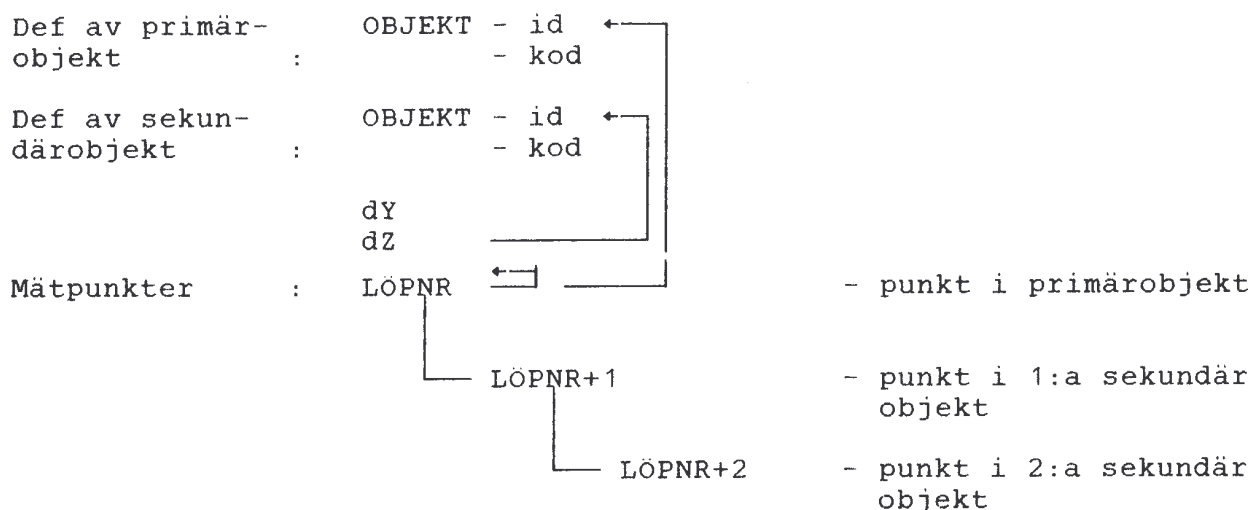 Def av primär- OBJEKT - id
objekt : - kod
Def av sekun- OBJEKT - id
därobjekt : - kod
dY
dZ
Mätpunkter : LÖPNR - punkt i primärobjekt
LÖPNR+1 - punkt i 1:a sekundär
objekt
LÖPNR+2 - punkt i 2:a sekundär
objekt